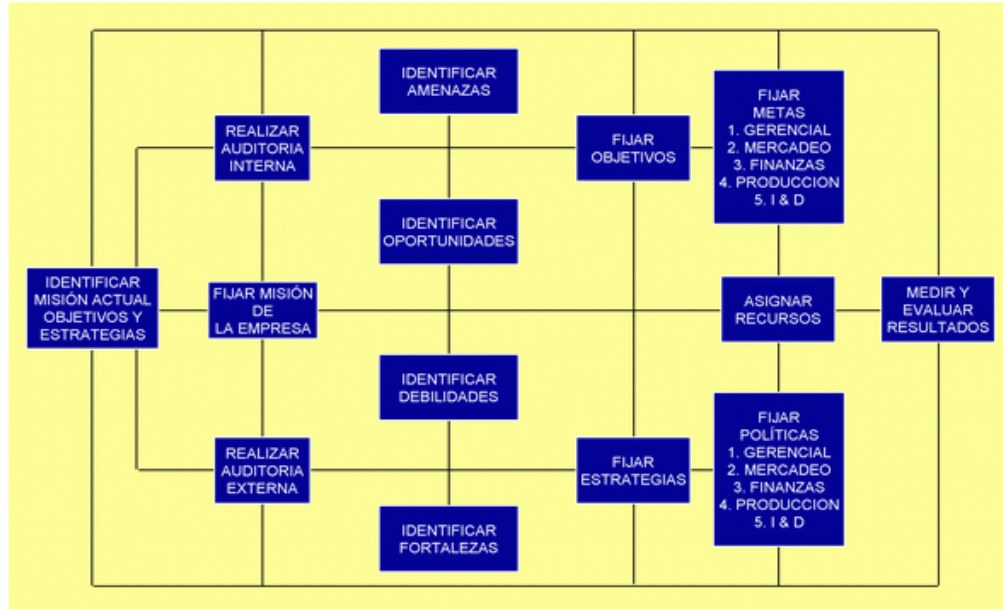 IDENTIFICAR
MISIÓN ACTUAL
OBJETIVOS Y
ESTRATEGIAS
REALIZAR
AUDITORIA
INTERNA
FIJAR MISIÓN
DE
LA EMPRESA
REALIZAR
AUDITORIA
EXTERNA
IDENTIFICAR
AMENAZAS
IDENTIFICAR
OPORTUNIDADES
IDENTIFICAR
DEBILIDADES
IDENTIFICAR
FORTALEZAS
FIJAR
OBJETIVOS
FIJAR
ESTRATEGIAS
FIJAR
METAS
1. GERENCIAL
2. MERCADEO
3. FINANZAS
4. PRODUCCION
5. I & D
ASIGNAR
RECURSOS
FIJAR
POLÍTICAS
1. GERENCIAL
2. MERCADEO
3. FINANZAS
4. PRODUCCION
5. I & D
MEDIR Y
EVALUAR
RESULTADOS